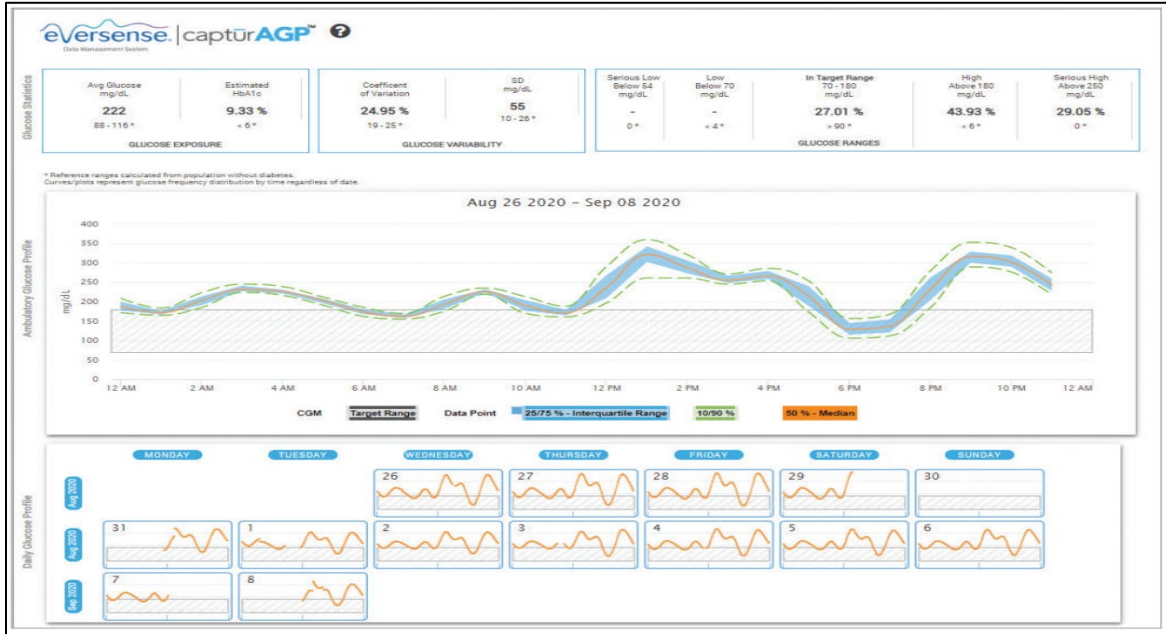 eversense. | captūrAGP™ ?
Data Management System
Glucose Statistics
Avg Glucose
mg/dL
222
88 - 116 *
Estimated
HbA1c
9.33 %
< 6 *
GLUCOSE EXPOSURE
Coefficent
of Variation
24.95 %
19 - 25 *
SD
mg/dL
55
10 - 26 *
GLUCOSE VARIABILITY
Serious Low
Below 54
mg/dL
-
0 *
Low
Below 70
mg/dL
-
< 4 *
In Target Range
70 - 180
mg/dL
27.01 %
> 90 *
High
Above 180
mg/dL
43.93 %
< 6 *
Serious High
Above 250
mg/dL
29.05 %
0 *
GLUCOSE RANGES
* Reference ranges calculated from population without diabetes.
Curves/plots represent glucose frequency distribution by time regardless of date.
Ambulatory Glucose Profile
Aug 26 2020 – Sep 08 2020
mg/dL
400
350
300
250
200
150
100
50
0
12 AM 2 AM 4 AM 6 AM 8 AM 10 AM 12 PM 2 PM 4 PM 6 PM 8 PM 10 PM 12 AM
CGM Target Range Data Point 25/75 % - Interquartile Range 10/90 % 50 % - Median
Daily Glucose Profile
MONDAY TUESDAY WEDNESDAY THURSDAY FRIDAY SATURDAY SUNDAY
Aug 2020
26 27 28 29 30
Aug 2020
31 1 2 3 4 5 6
Sep 2020
7 8